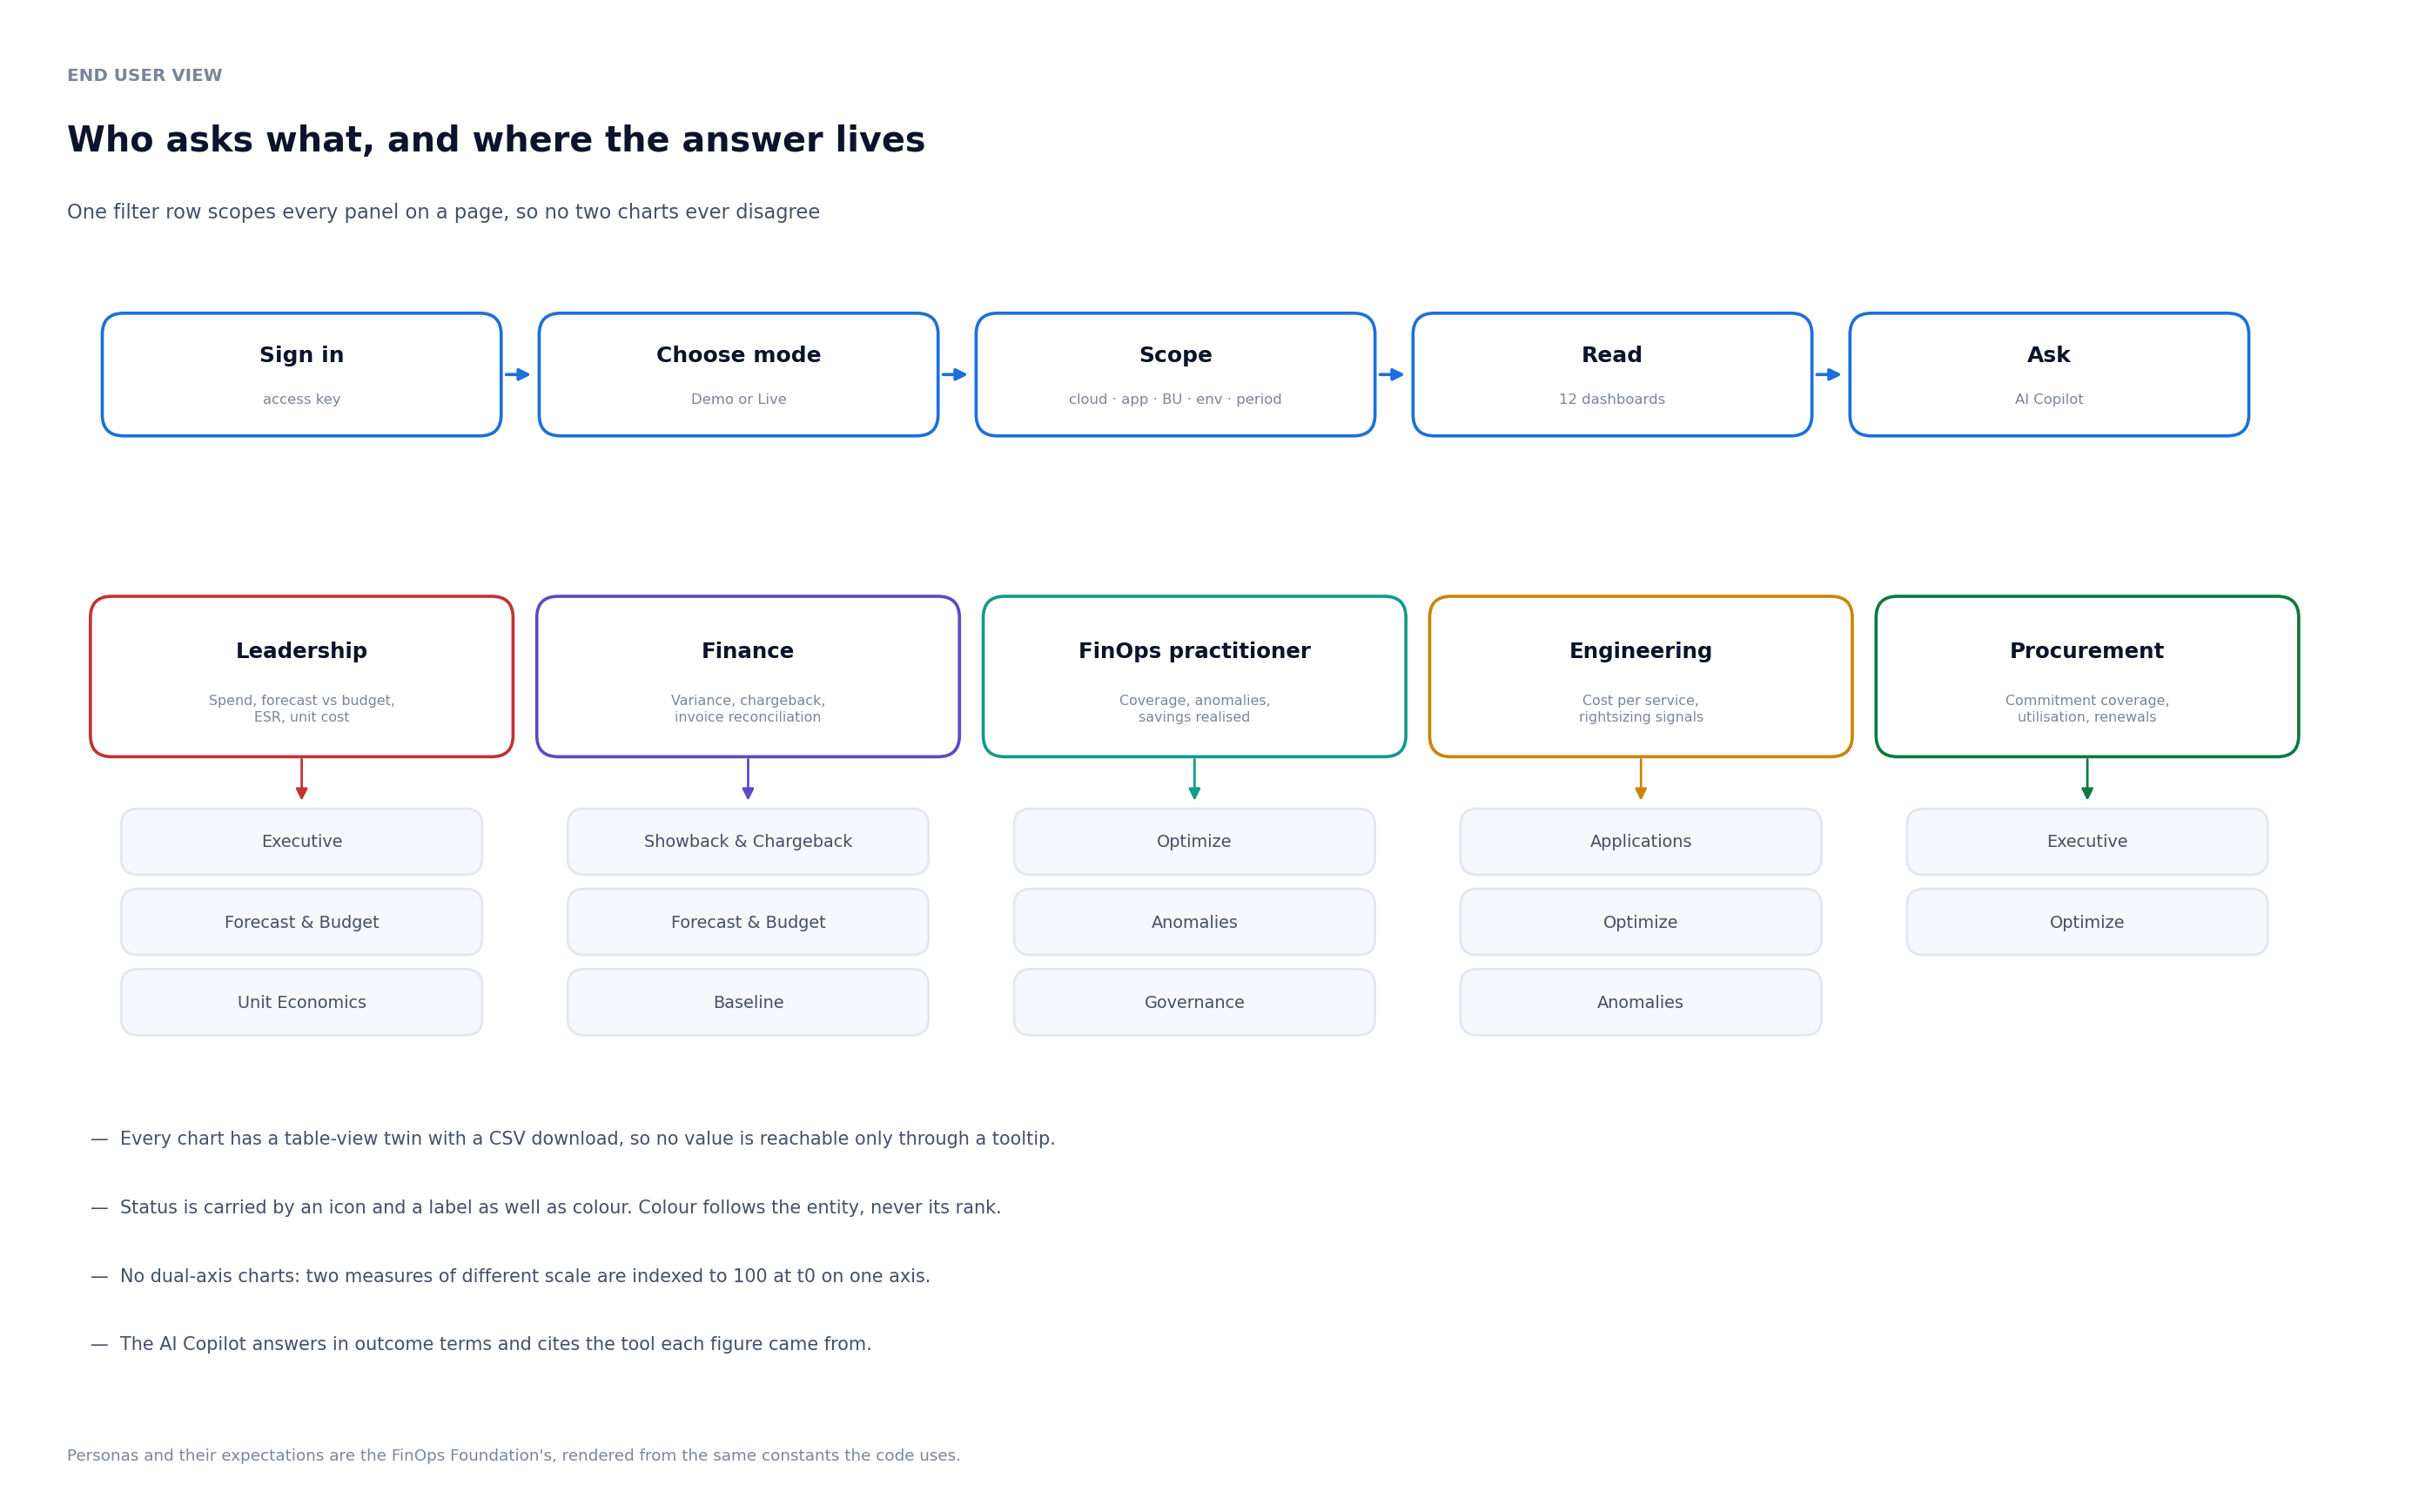 END USER VIEW
Who asks what, and where the answer lives
One filter row scopes every panel on a page, so no two charts ever disagree
Sign in
access key
Choose mode
Demo or Live
Scope
cloud · app · BU · env · period
Read
12 dashboards
Ask
AI Copilot
Leadership
Spend, forecast vs budget,
ESR, unit cost
Executive
Forecast & Budget
Unit Economics
Finance
Variance, chargeback,
invoice reconciliation
Showback & Chargeback
Forecast & Budget
Baseline
FinOps practitioner
Coverage, anomalies,
savings realised
Optimize
Anomalies
Governance
Engineering
Cost per service,
rightsizing signals
Applications
Optimize
Anomalies
Procurement
Commitment coverage,
utilisation, renewals
Executive
Optimize
— Every chart has a table-view twin with a CSV download, so no value is reachable only through a tooltip.
— Status is carried by an icon and a label as well as colour. Colour follows the entity, never its rank.
— No dual-axis charts: two measures of different scale are indexed to 100 at t0 on one axis.
— The AI Copilot answers in outcome terms and cites the tool each figure came from.
Personas and their expectations are the FinOps Foundation's, rendered from the same constants the code uses.